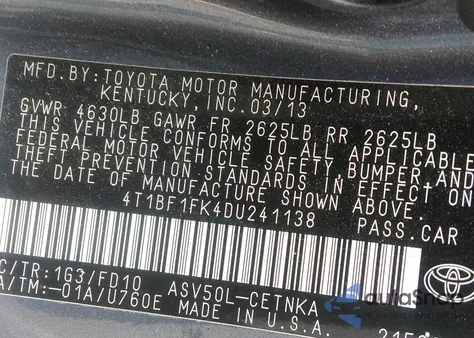 MFD.BY:TOYOTA MOTOR MANUFACTURING,
KENTUCKY,INC.03/13
GVWR 4630LB GAWR FR 2625LB RR 2625LB
THIS VEHICLE CONFORMS TO ALL APPLICABLE
FEDERAL MOTOR VEHICLE SAFETY,BUMPER,AND
THEFT PREVENTION STANDARDS IN EFFECT ON
THE DATE OF MANUFACTURE SHOWN ABOVE.
4T1BF1FK4DU241138 PASS.CAR
C/TR:1G3/FD10 ASV50L-CETNKA
A/TM:-01A/U760E MADE IN U.S.A.
TOYOTA